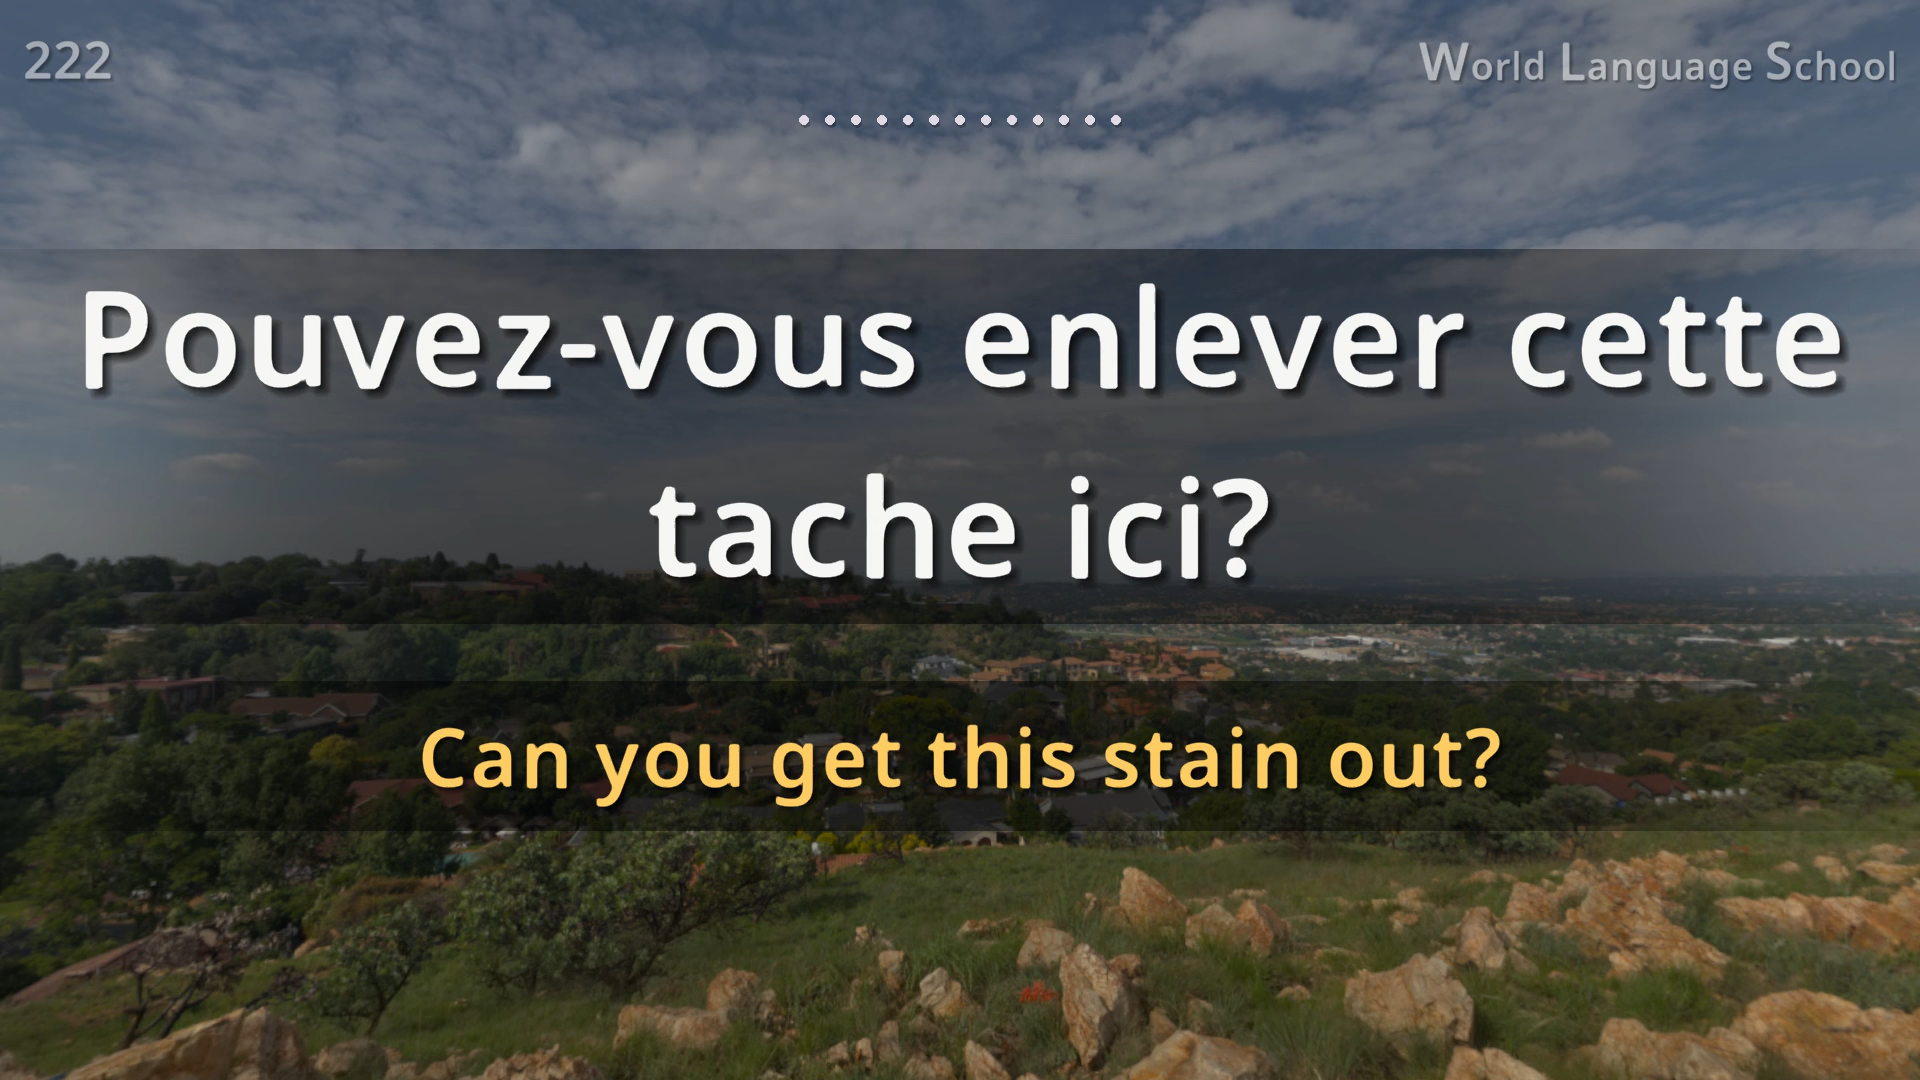 222
World Language School
Pouvez-vous enlever cette
tache ici?
Can you get this stain out?